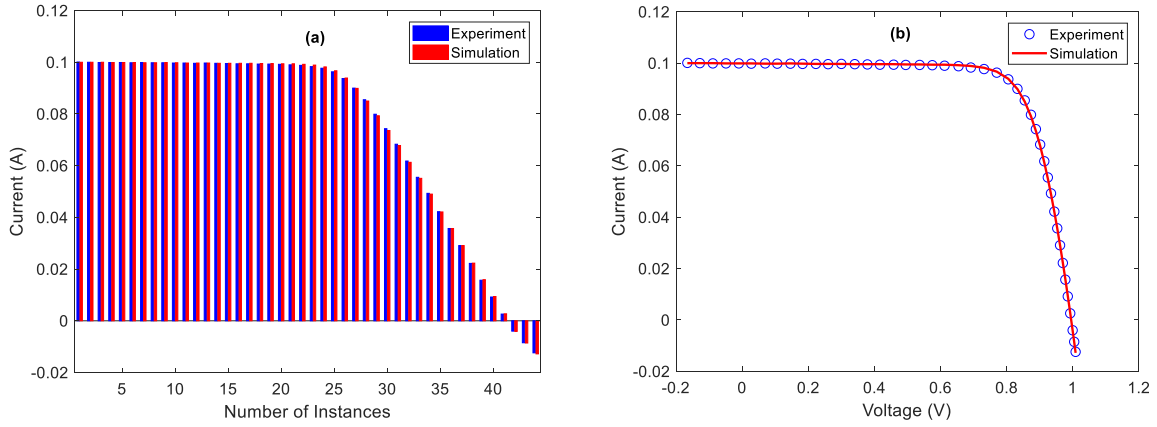 0.12
0.1
0.08
0.06
0.04
0.02
0
-0.02
Current (A)
(a)
Experiment
Simulation
5 10 15 20 25 30 35 40
Number of Instances
0.12
0.1
0.08
0.06
0.04
0.02
0
-0.02
Current (A)
(b)
Experiment
Simulation
-0.2 0 0.2 0.4 0.6 0.8 1 1.2
Voltage (V)